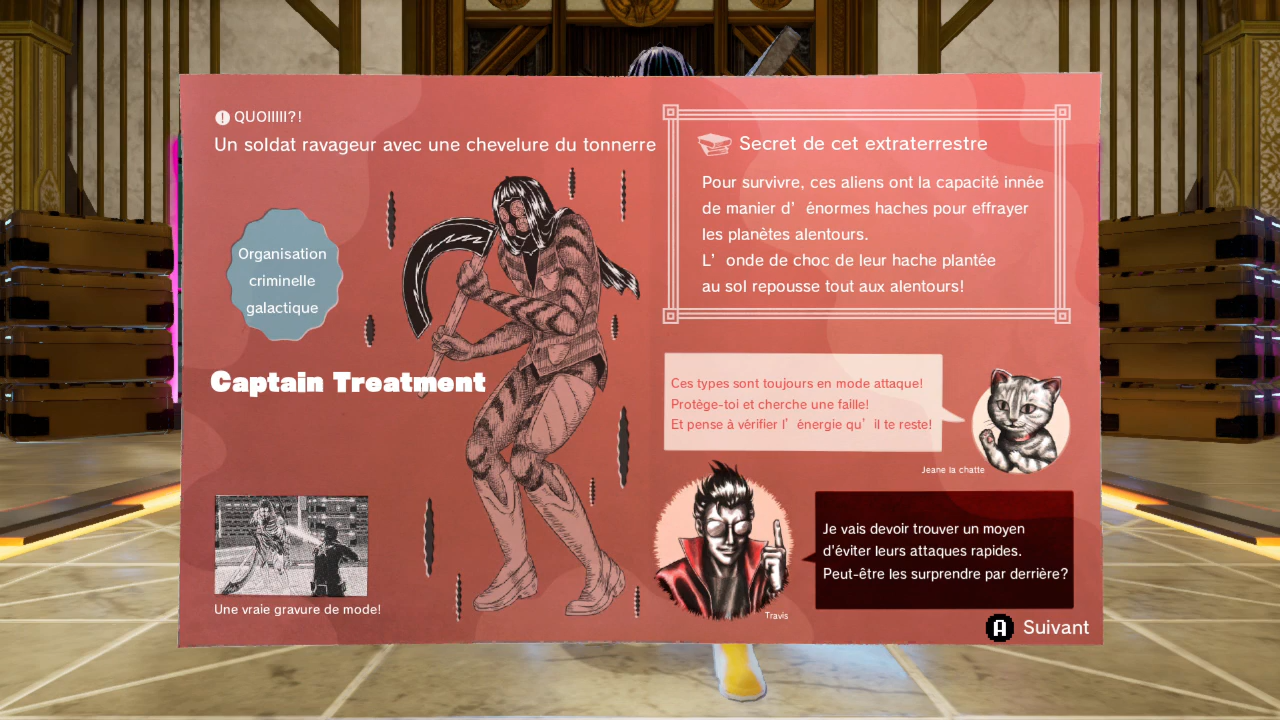 QUOIIIII?!
Un soldat ravageur avec une chevelure du tonnerre
Organisation
criminelle
galactique
Captain Treatment
Une vraie gravure de mode!
Secret de cet extraterrestre
Pour survivre, ces aliens ont la capacité innée
de manier d’énormes haches pour effrayer
les planètes alentours.
L’onde de choc de leur hache plantée
au sol repousse tout aux alentours!
Ces types sont toujours en mode attaque!
Protège-toi et cherche une faille!
Et pense à vérifier l’énergie qu’il te reste!
Jeane la chatte
Je vais devoir trouver un moyen
d'éviter leurs attaques rapides.
Peut-être les surprendre par derrière?
Travis
A Suivant